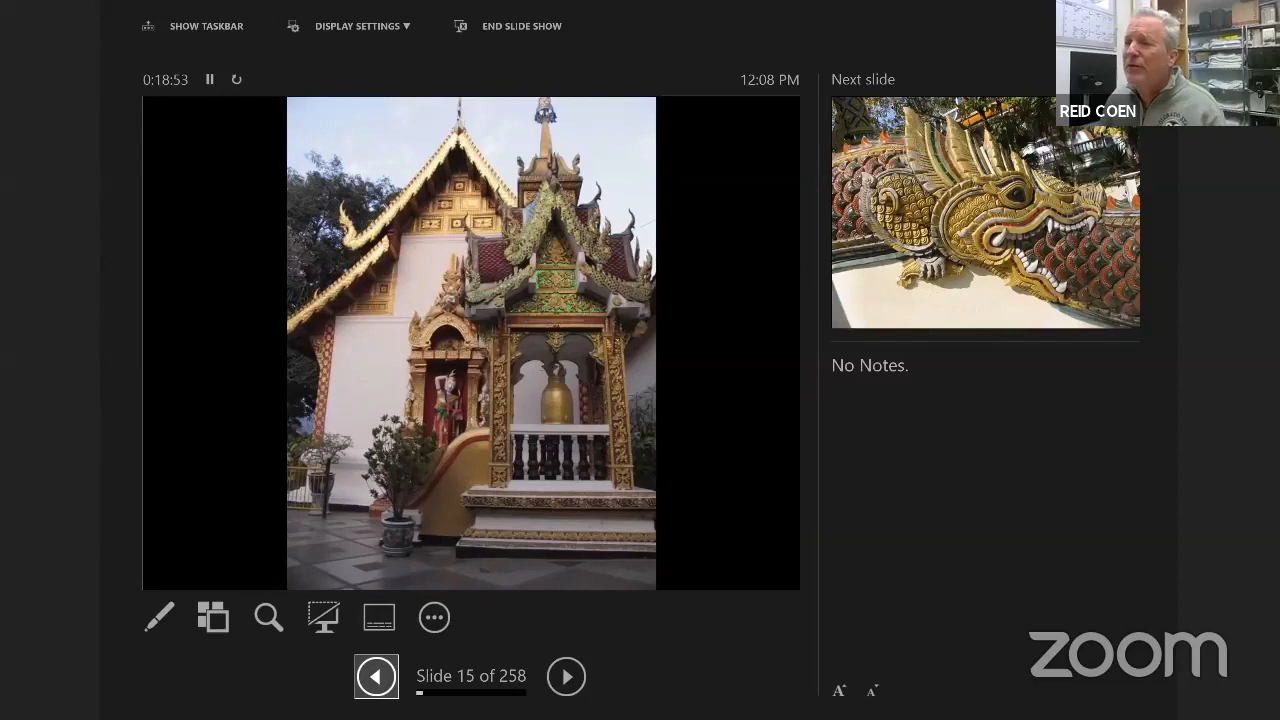 SHOW TASKBAR
DISPLAY SETTINGS ▼
END SLIDE SHOW
0:18:53
12:08 PM
Next slide
REID COEN
No Notes.
Slide 15 of 258
A A
zoom